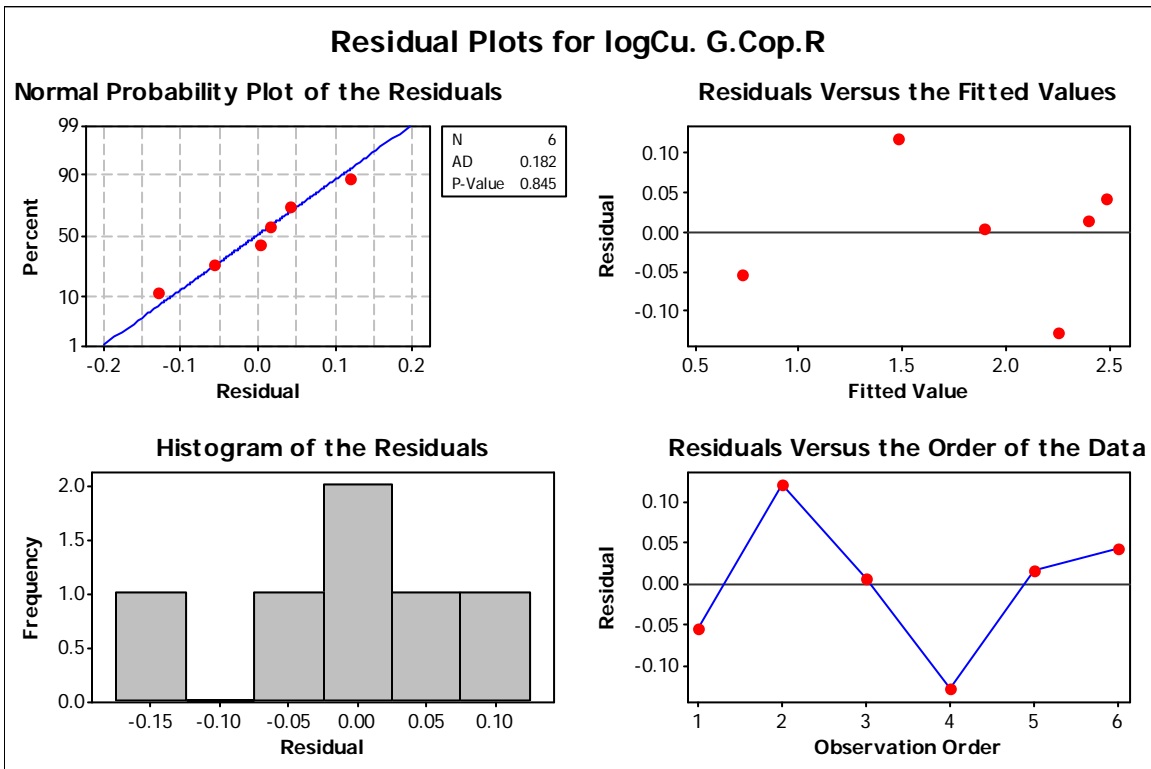 Residual Plots for logCu. G.Cop.R
Normal Probability Plot of the Residuals
99
90
50
10
1
Percent
-0.2 -0.1 0.0 0.1 0.2
Residual
N 6
AD 0.182
P-Value 0.845
Residuals Versus the Fitted Values
0.10
0.05
0.00
-0.05
-0.10
Residual
0.5 1.0 1.5 2.0 2.5
Fitted Value
Histogram of the Residuals
2.0
1.5
1.0
0.5
0.0
Frequency
-0.15 -0.10 -0.05 0.00 0.05 0.10
Residual
Residuals Versus the Order of the Data
0.10
0.05
0.00
-0.05
-0.10
Residual
1 2 3 4 5 6
Observation Order